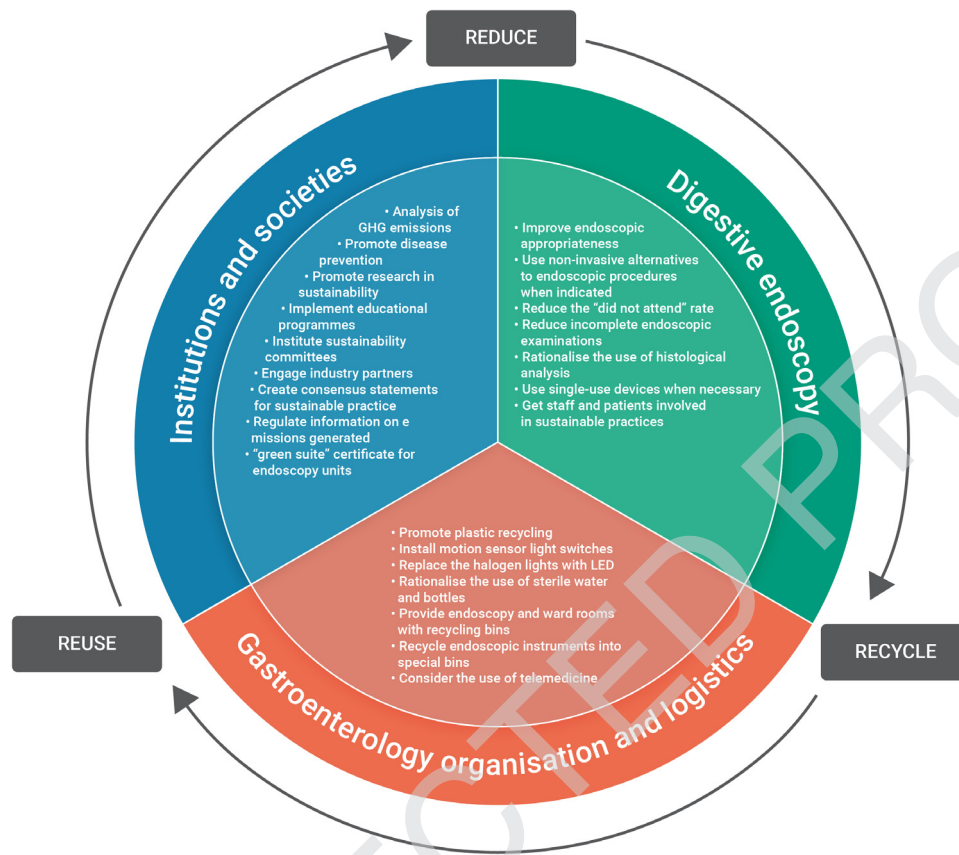 REDUCE
Institutions and societies
• Analysis of
GHG emissions
• Promote disease
prevention
• Promote research in
sustainability
• Implement educational
programmes
• Institute sustainability
committees
• Engage industry partners
• Create consensus statements
for sustainable practice
• Regulate information on e
missions generated
• “green suite” certificate for
endoscopy units
Digestive endoscopy
• Improve endoscopic
appropriateness
• Use non-invasive alternatives
to endoscopic procedures
when indicated
• Reduce the “did not attend” rate
• Reduce incomplete endoscopic
examinations
• Rationalise the use of histological
analysis
• Use single-use devices when necessary
• Get staff and patients involved
in sustainable practices
• Promote plastic recycling
• Install motion sensor light switches
• Replace the halogen lights with LED
• Rationalise the use of sterile water
and bottles
• Provide endoscopy and ward rooms
with recycling bins
• Recycle endoscopic instruments into
special bins
• Consider the use of telemedicine
Gastroenterology organisation and logistics
REUSE
RECYCLE
CTED PRO